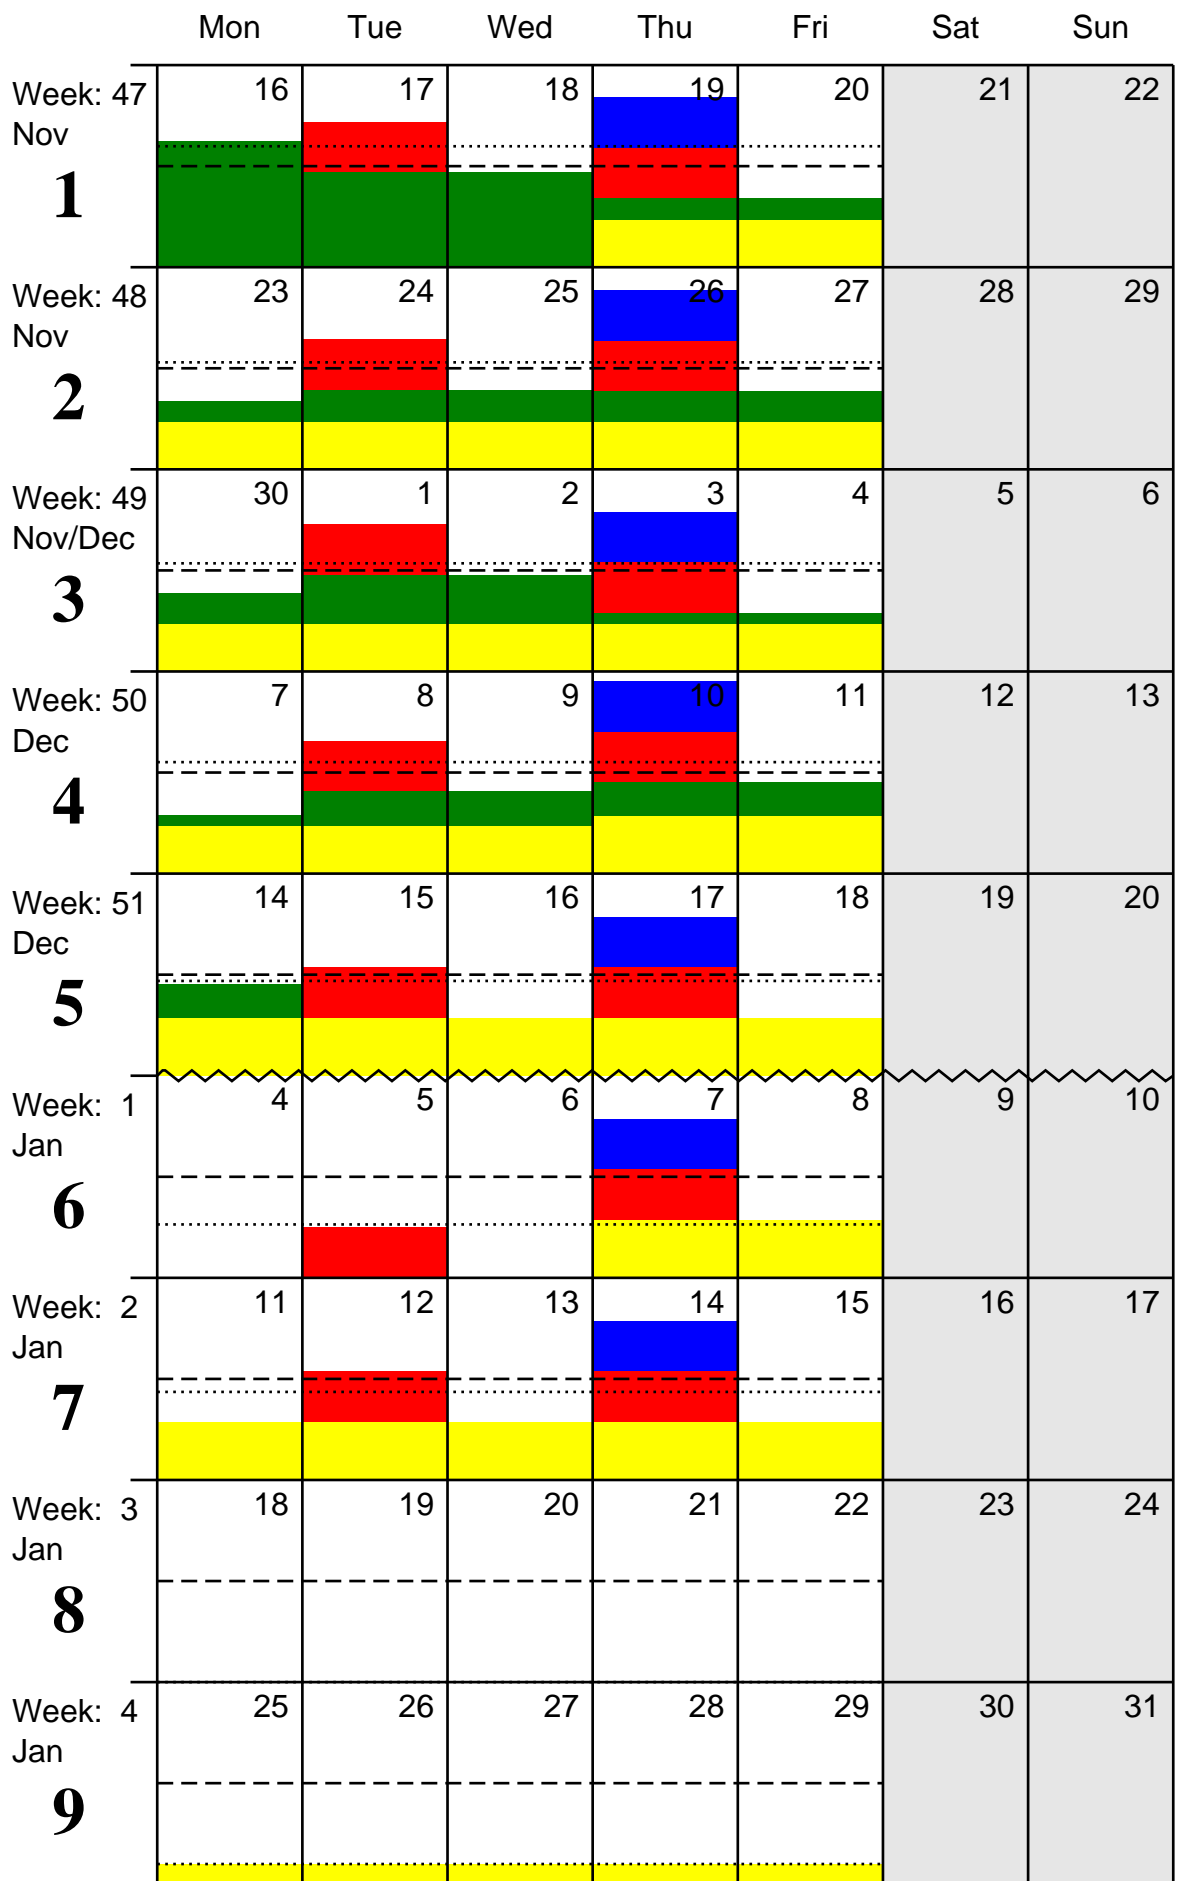 Mon Tue Wed Thu Fri Sat Sun
Week: 47 16 17 18 19 20 21 22
Nov
1
Week: 48 23 24 25 26 27 28 29
Nov
2
Week: 49 30 1 2 3 4 5 6
Nov/Dec
3
Week: 50 7 8 9 10 11 12 13
Dec
4
Week: 51 14 15 16 17 18 19 20
Dec
5
Week: 1 4 5 6 7 8 9 10
Jan
6
Week: 2 11 12 13 14 15 16 17
Jan
7
Week: 3 18 19 20 21 22 23 24
Jan
8
Week: 4 25 26 27 28 29 30 31
Jan
9